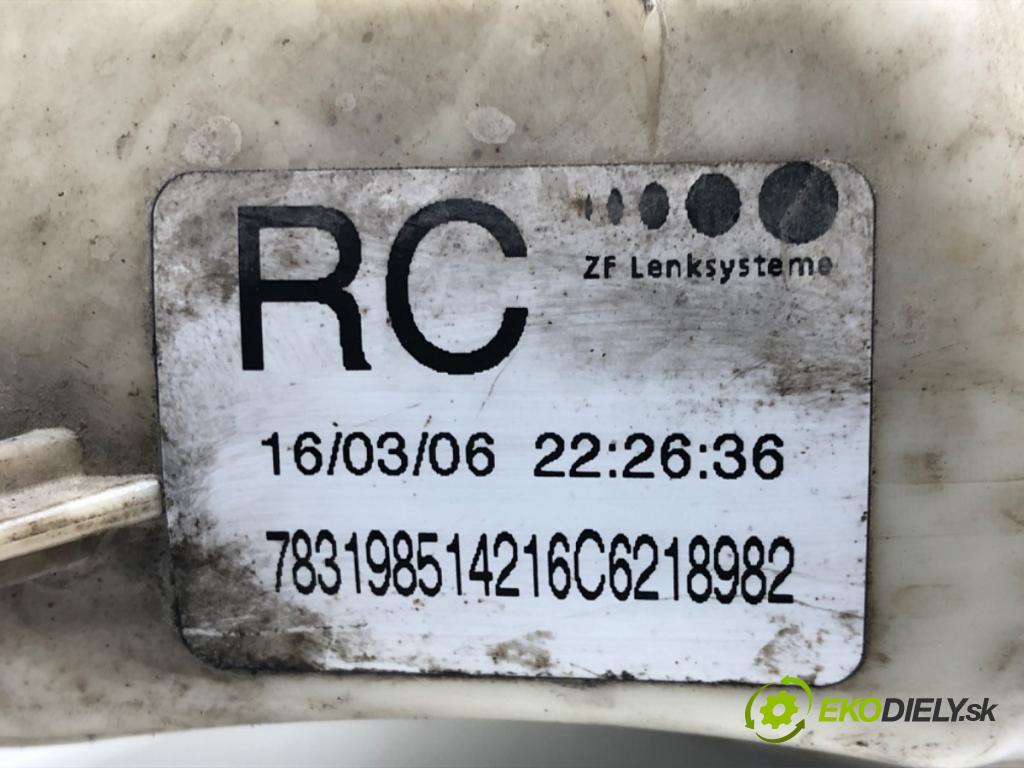 RC
ZF Lenksysteme
16/03/06 22:26:36
783198514216C6218982
EKODIELY.sk